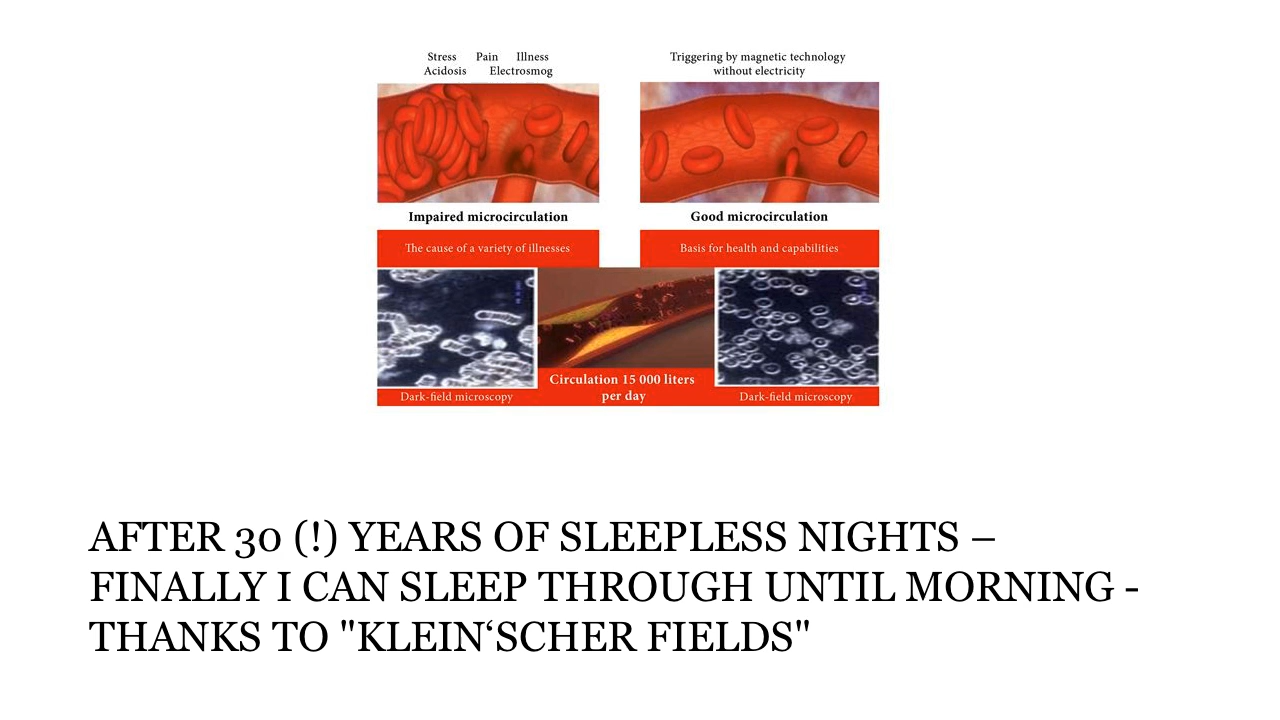 Stress Pain Illness
Acidosis Electrosmog
Triggering by magnetic technology
without electricity
Impaired microcirculation
Good microcirculation
The cause of a variety of illnesses
Basis for health and capabilities
Circulation 15 000 liters
per day
Dark-field microscopy
Dark-field microscopy
AFTER 30 (!) YEARS OF SLEEPLESS NIGHTS –
FINALLY I CAN SLEEP THROUGH UNTIL MORNING -
THANKS TO "KLEIN‘SCHER FIELDS"